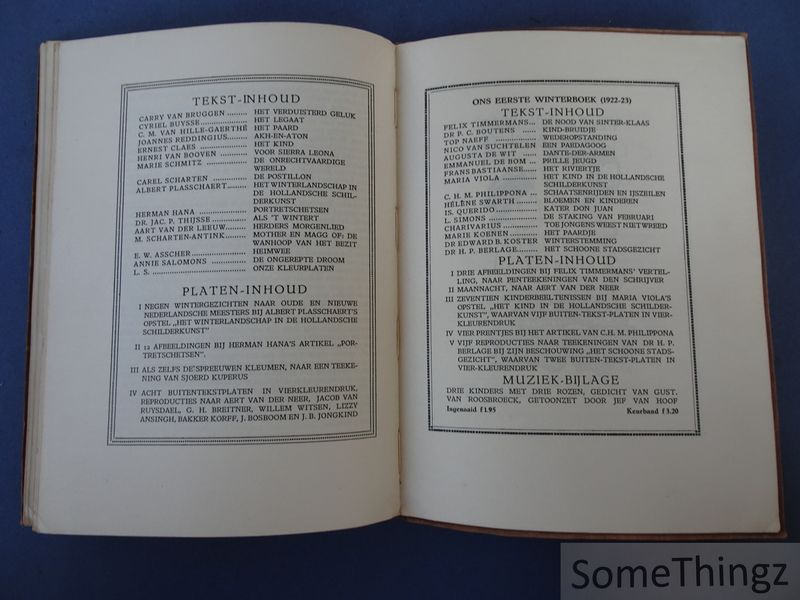 TEKST-INHOUD
CARRY VAN BRUGGEN ......... HET VERDUISTERD GELUK
CYRIEL BUYSSE ................. HET LEGAAT
C. M. VAN HILLE-GAERTHÉ HET PAARD
JOANNES REDDINGIUS......... AKH-EN-ATON
ERNEST CLAES .................. HET KIND
HENRI VAN BOOVEN .......... VOOR SIERRA LEONA
MARIE SCHMITZ ................ DE ONRECHTVAARDIGE
WERELD
CAREL SCHARTEN .............. DE POSTILLON
ALBERT PLASSCHAERT....... HET WINTERLANDSCHAP IN
DE HOLLANDSCHE SCHIL-
DERKUNST
HERMAN HANA .................. PORTRETSCHETSEN
DR. JAC. P. THIJSSE ............ ALS 'T WINTERT
AART VAN DER LEEUW........ HERDERS MORGENLIED
M. SCHARTEN-ANTINK........ MOTHER EN MAGG OF: DE
WANHOOP VAN HET BEZIT
E. W. ASSCHER .................. HEIMWEE
ANNIE SALOMONS ............. DE ONGEREPTE DROOM
L. S. .............................. ONZE KLEURPLATEN
PLATEN-INHOUD
I NEGEN WINTERGEZICHTEN NAAR OUDE EN NIEUWE
NEDERLANDSCHE MEESTERS BIJ ALBERT PLASSCHAERT'S
OPSTEL „HET WINTERLANDSCHAP IN DE HOLLANDSCHE
SCHILDERKUNST"
II 12 AFBEELDINGEN BIJ HERMAN HANA'S ARTIKEL „POR-
TRETSCHETSEN".
III ALS ZELFS DE SPREEUWEN KLEUMEN, NAAR EEN TEEKE-
NING VAN SJOERD KUPERUS
IV ACHT BUITENTEKSTPLATEN IN VIERKLEURENDRUK,
REPRODUCTIES NAAR AERT VAN DER NEER, JACOB VAN
RUYSDAEL, G. H. BREITNER, WILLEM WITSEN, LIZZY
ANSINGH, BAKKER KORFF, J. BOSBOOM EN J. B. JONGKIND
ONS EERSTE WINTERBOEK (1922-23)
TEKST-INHOUD
FELIX TIMMERMANS... DE NOOD VAN SINTER-KLAAS
DR P. C. BOUTENS ...... KIND-BRUIDJE
TOP NAEFF ................. WEDEROPSTANDING
NICO VAN SUCHTELEN EEN PAEDAGOOG
AUGUSTA DE WIT ...... DANTE-DER-ARMEN
EMMANUEL DE BOM ... PRILLE JEUGD
FRANS BASTIAANSE...... HET RIVIERTJE
MARIA VIOLA .............. HET KIND IN DE HOLLANDSCHE
SCHILDERKUNST
C. H. M. PHILIPPONA ... SCHAATSENRIJDEN EN IJSZEILEN
HÉLÈNE SWARTH ......... BLOEMEN EN KINDEREN
IS. QUERIDO ............... KATER DON JUAN
L. SIMONS .................. DE STAKING VAN FEBRUARI
CHARIVARIUS ............ TOE JONGENS WEEST NIET WREED
MARIE KOENEN ........... HET PAARDJE
DR EDWARD B. KOSTER WINTERSTEMMING
DR H. P. BERLAGE......... HET SCHOONE STADSGEZICHT
PLATEN-INHOUD
I DRIE AFBEELDINGEN BIJ FELIX TIMMERMANS' VERTEL-
LING, NAAR PENTEEKENINGEN VAN DEN SCHRIJVER
II MAANNACHT, NAAR AERT VAN DER NEER
III ZEVENTIEN KINDERBEELTENISSEN BIJ MARIA VIOLA'S
OPSTEL „HET KIND IN DE HOLLANDSCHE SCHILDER-
KUNST", WAARVAN VIJF BUITEN-TEKST-PLATEN IN VIER-
KLEURENDRUK
IV VIER PRENTJES BIJ HET ARTIKEL VAN C.H. M. PHILIPPONA
V VIJF REPRODUCTIES NAAR TEEKENINGEN VAN DR H. P.
BERLAGE BIJ ZIJN BESCHOUWING „HET SCHOONE STADS-
GEZICHT", WAARVAN TWEE BUITEN-TEKST-PLATEN IN
VIER-KLEURENDRUK
MUZIEK-BIJLAGE
DRIE KINDERS MET DRIE ROZEN, GEDICHT VAN GUST.
VAN ROOSBROECK, GETOONZET DOOR JEF VAN HOOF
Ingenaaid f 1.95 Keurband f 3.20
SomeThingz